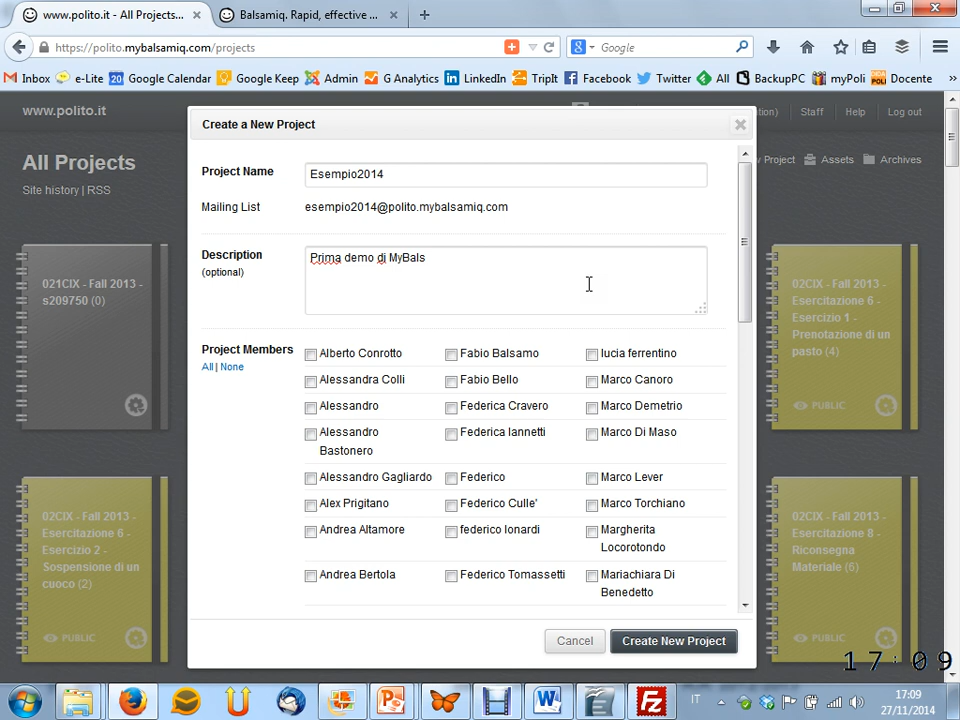 www.polito.it - All Projects...
Balsamiq. Rapid, effective ...
https://polito.mybalsamiq.com/projects
Google
Inbox
e-Lite
Google Calendar
Google Keep
Admin
G Analytics
LinkedIn
TripIt
Facebook
Twitter
All
BackupPC
myPoli
Docente
www.polito.it
Staff
Help
Log out
All Projects
Site history | RSS
Project
Assets
Archives
Create a New Project
Project Name
Esempio2014
Mailing List
esempio2014@polito.mybalsamiq.com
Description
(optional)
Prima demo di MyBals
Project Members
All | None
Alberto Conrotto
Fabio Balsamo
lucia ferrentino
Alessandra Colli
Fabio Bello
Marco Canoro
Alessandro
Federica Cravero
Marco Demetrio
Alessandro
Bastonero
Federica Iannetti
Marco Di Maso
Alessandro Gagliardo
Federico
Marco Lever
Alex Prigitano
Federico Culle'
Marco Torchiano
Andrea Altamore
federico lonardi
Margherita
Locorotondo
Andrea Bertola
Federico Tomassetti
Mariachiara Di
Benedetto
Cancel
Create New Project
021CIX - Fall 2013 -
s209750 (0)
02CIX - Fall 2013 -
Esercitazione 6 -
Esercizio 1 -
Prenotazione di un
pasto (4)
PUBLIC
02CIX - Fall 2013 -
Esercitazione 6 -
Esercizio 2 -
Sospensione di un
cuoco (2)
PUBLIC
02CIX - Fall 2013 -
Esercitazione 8 -
Riconsegna
Materiale (6)
PUBLIC
17:09
IT
17:09
27/11/2014